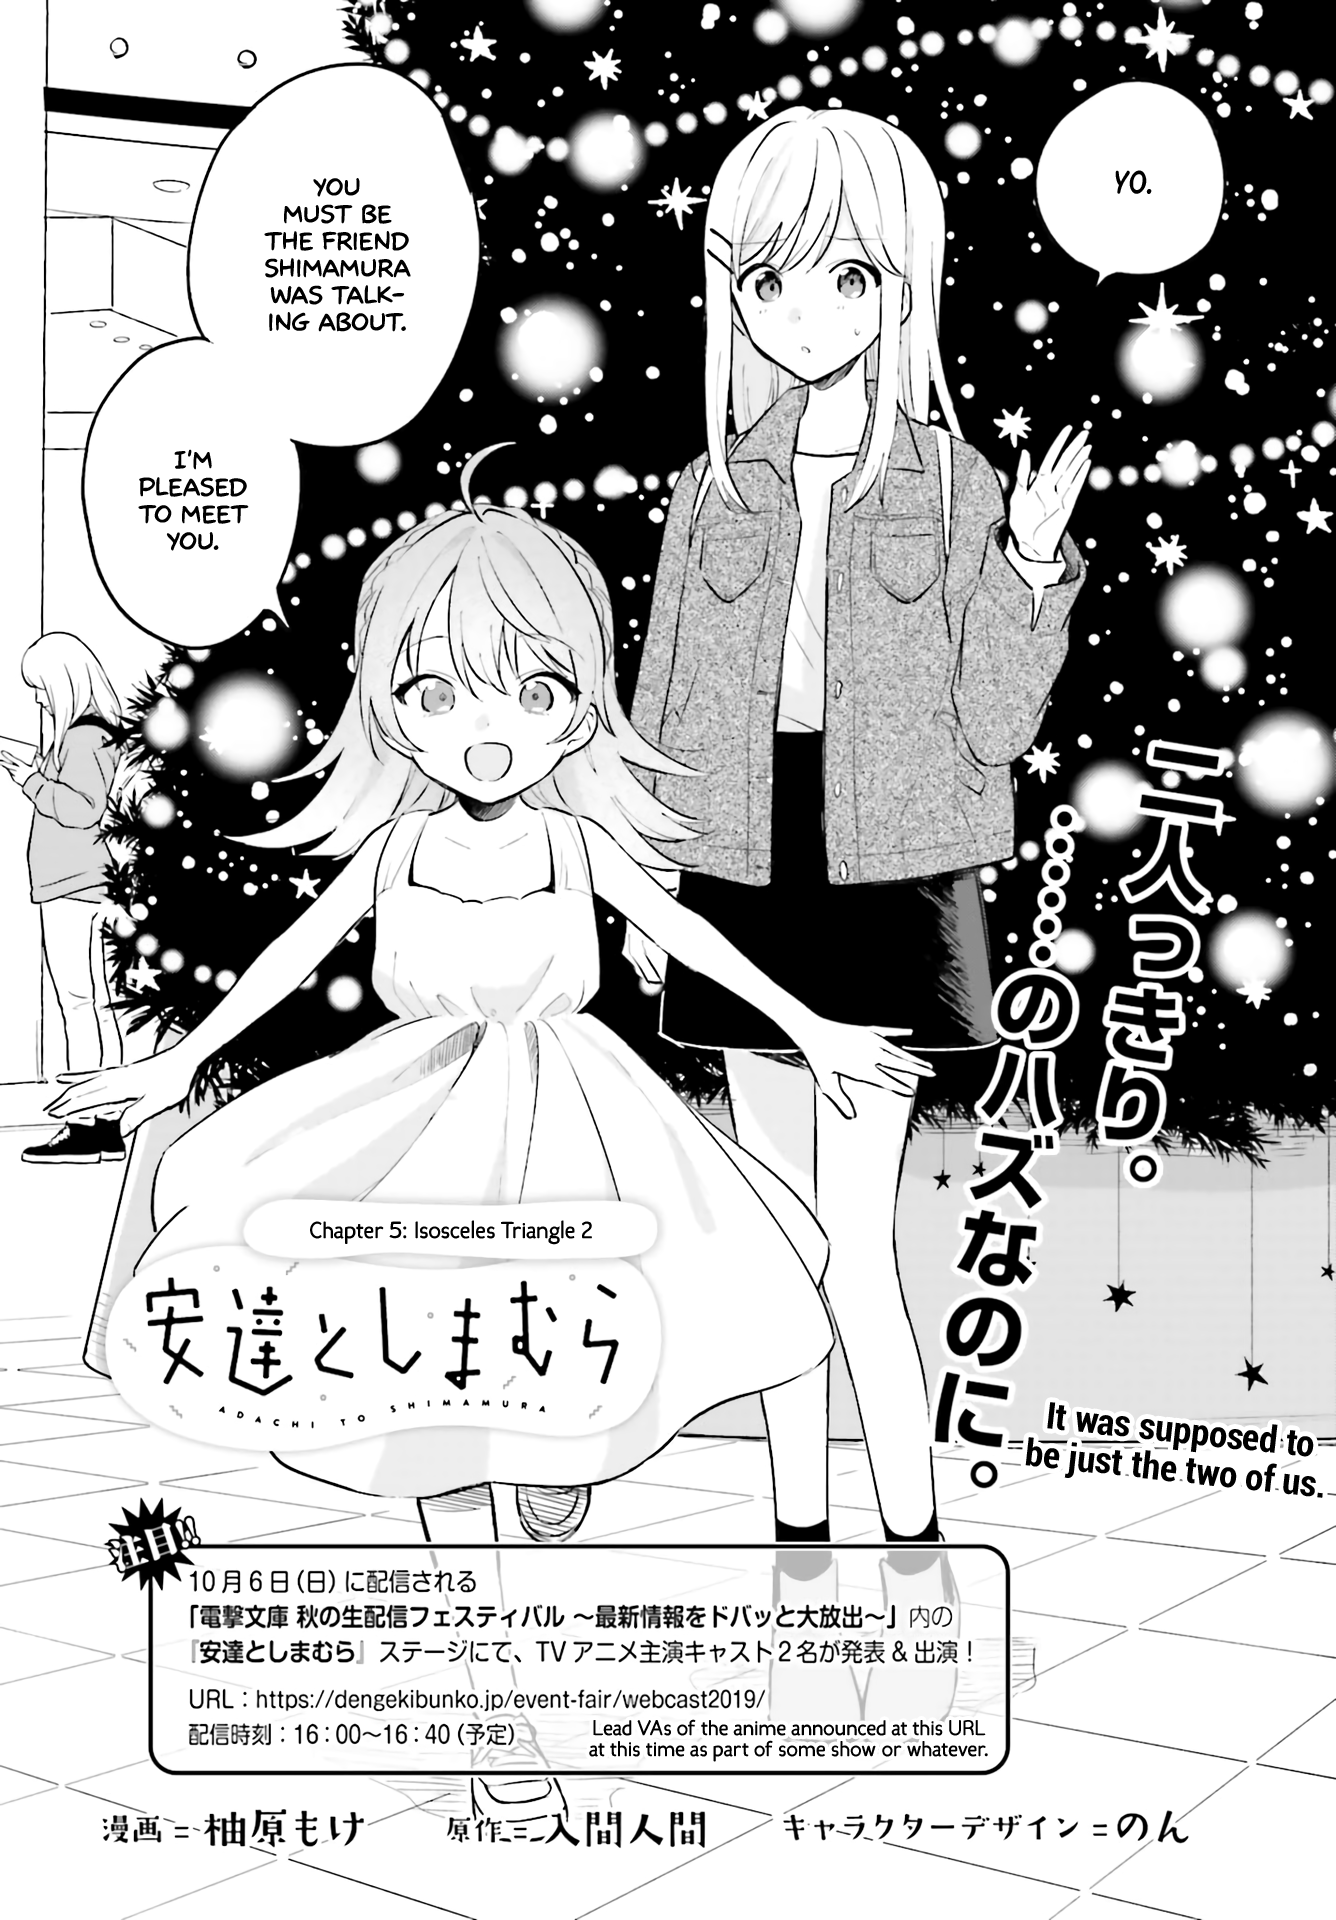 YO.
YOU
MUST BE
THE FRIEND
SHIMAMURA
WAS TALK-
ING ABOUT.
I'M
PLEASED
TO MEET
YOU.
二人っきり。
……のハズなのに。
It was supposed to
be just the two of us.
Chapter 5: Isosceles Triangle 2
安達としまむら
ADACHI TO SHIMAMURA
注目!!
10月6日(日)に配信される
「電撃文庫 秋の生配信フェスティバル ～最新情報をドバッと大放出～」内の
『安達としまむら』ステージにて、TVアニメ主演キャスト2名が発表&出演!
URL:https://dengekibunko.jp/event-fair/webcast2019/
配信時刻:16:00～16:40(予定)
Lead VAs of the anime announced at this URL
at this time as part of some show or whatever.
漫画=柚原もけ 原作=入間人間 キャラクターデザイン=のん